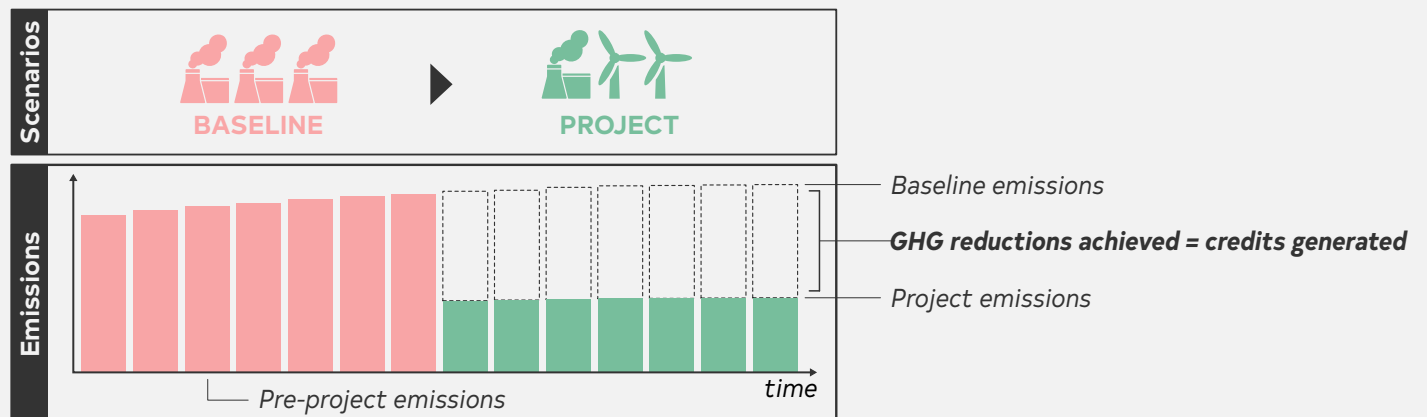 Scenarios
BASELINE
PROJECT
Emissions
Baseline emissions
GHG reductions achieved = credits generated
Project emissions
time
Pre-project emissions